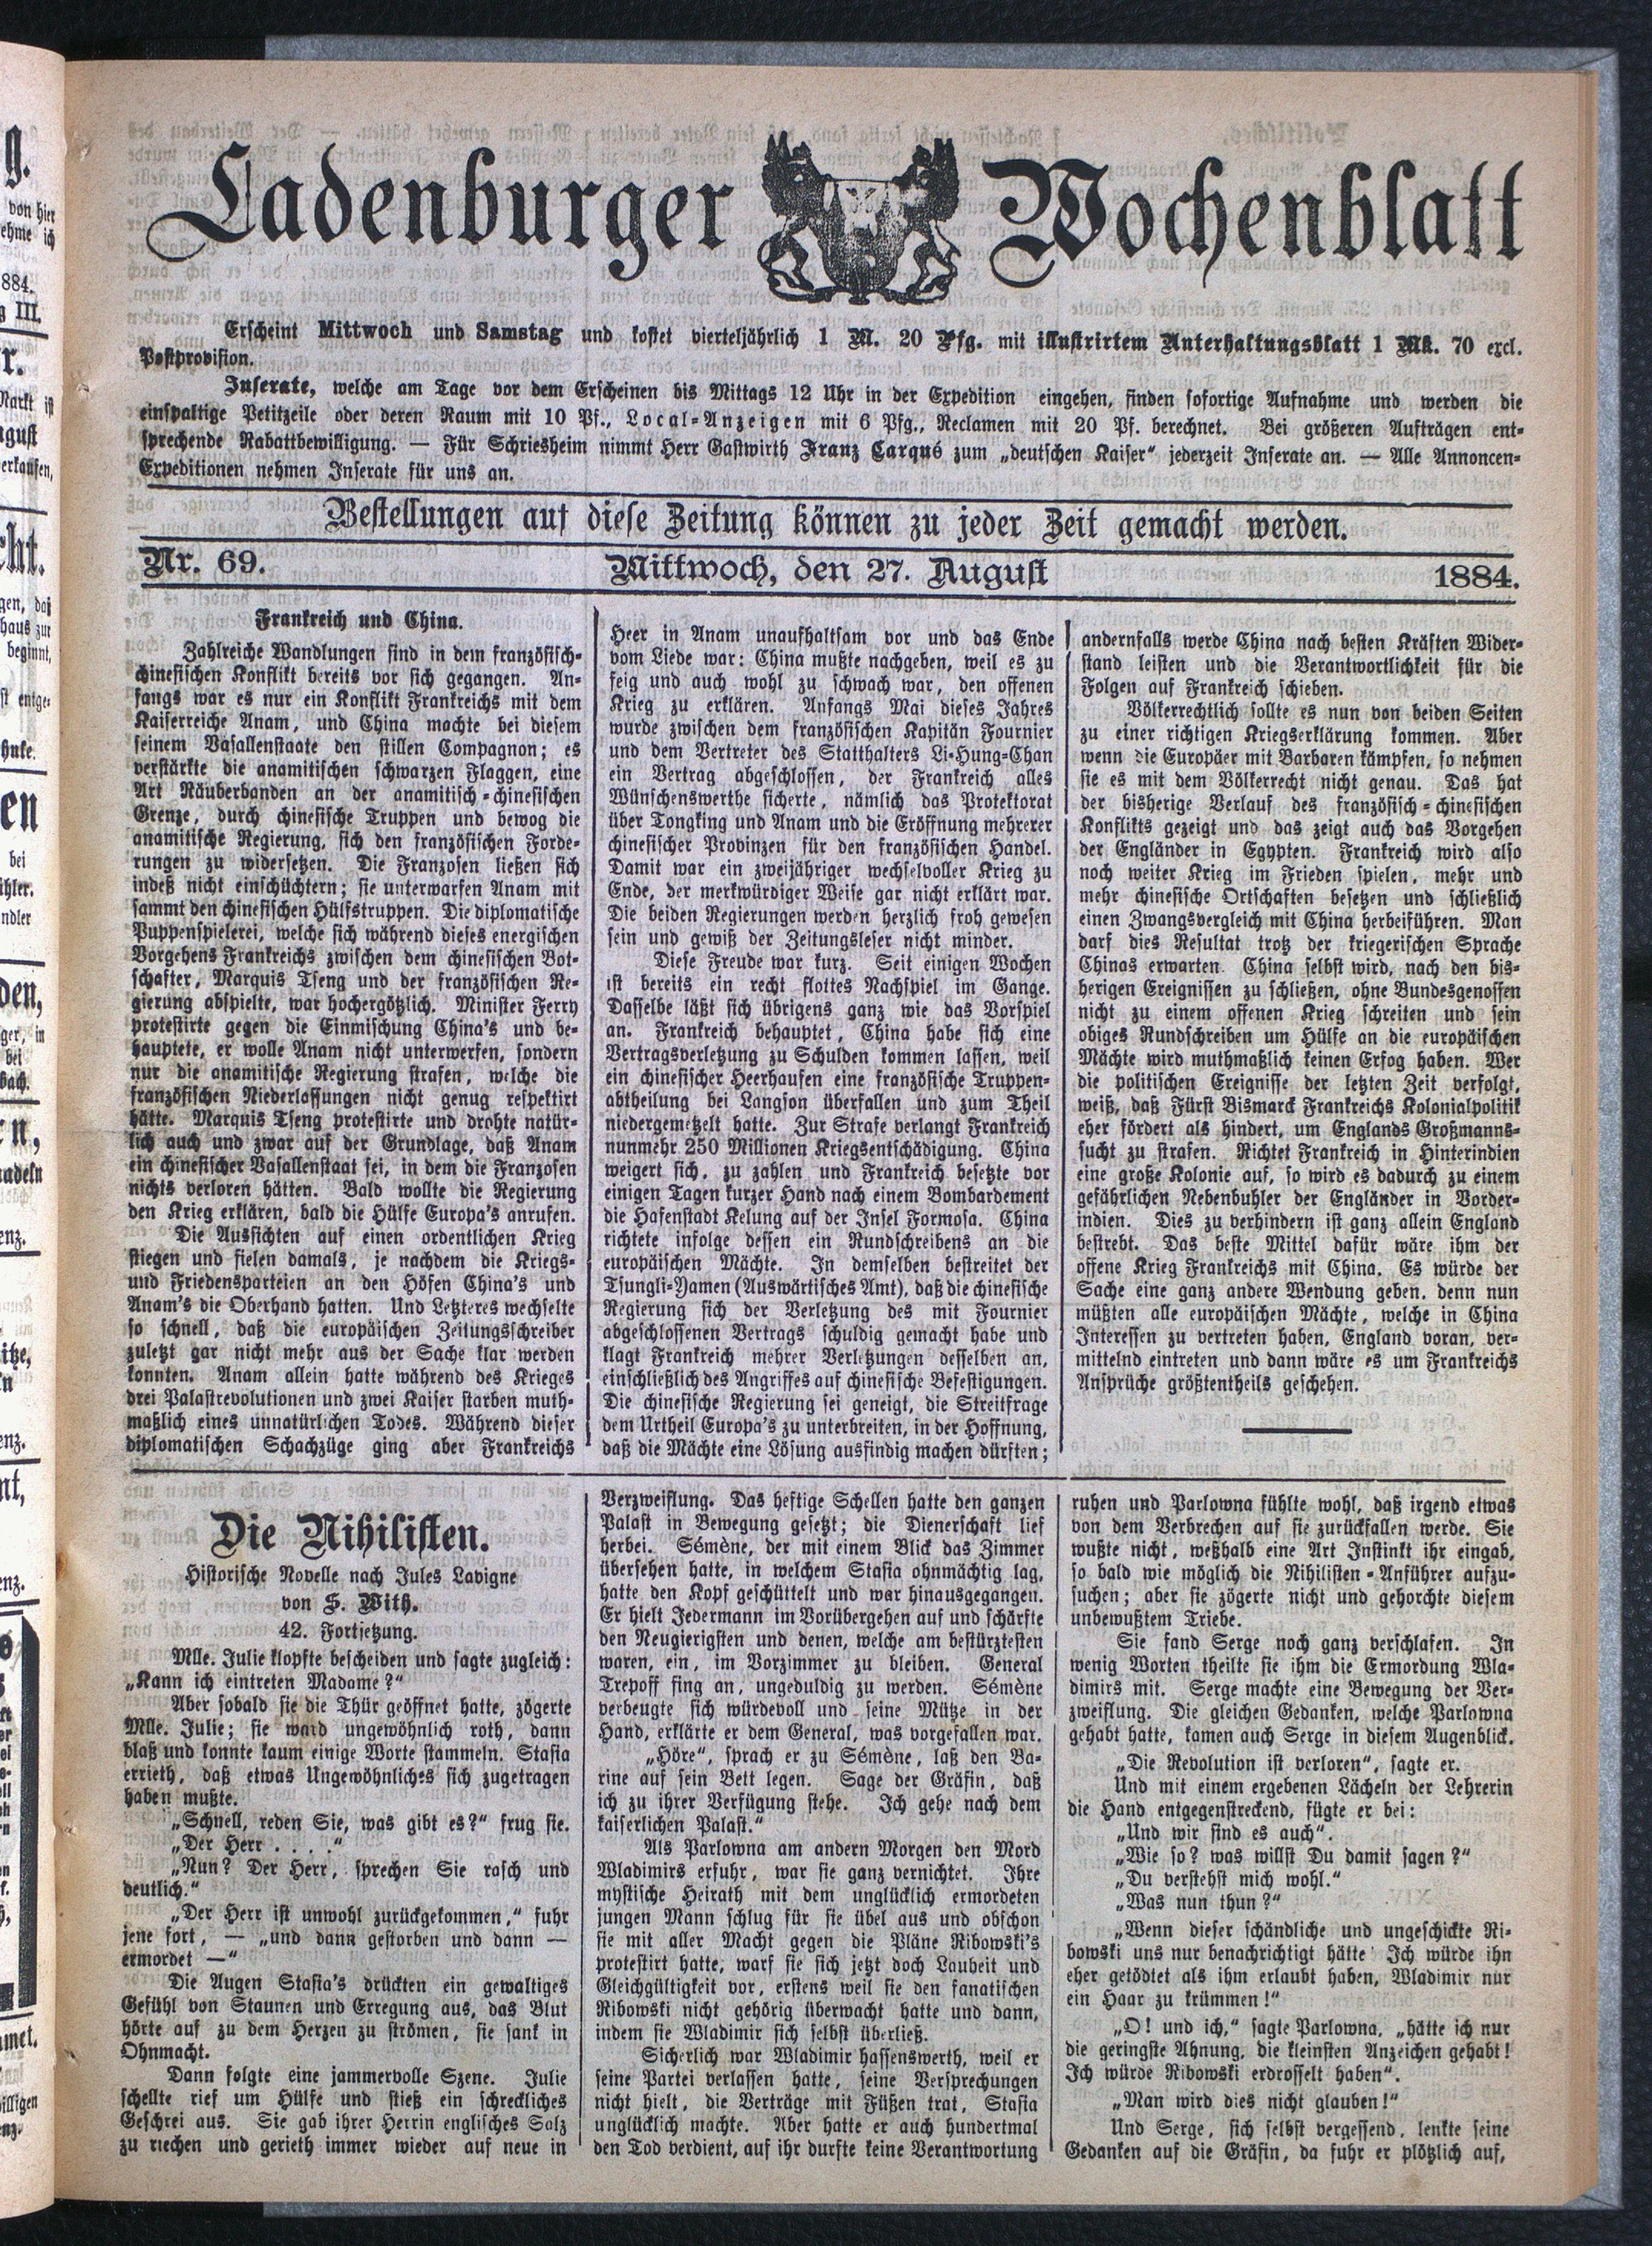 Ladenburger Wochenblatt
Erscheint Mittwoch und Samstag und kostet vierteljährlich 1 M. 20 Pfg. mit illustrirtem Unterhaltungsblatt 1 Mk. 70 excl.
Postprovision.
Inserate, welche am Tage vor dem Erscheinen bis Mittags 12 Uhr in der Expedition eingehen, finden sofortige Aufnahme und werden die
einspaltige Petitzeile oder deren Raum mit 10 Pf., Local-Anzeigen mit 6 Pfg., Reclamen mit 20 Pf. berechnet. Bei größeren Aufträgen ent-
sprechende Rabattbewilligung. — Für Schriesheim nimmt Herr Gastwirth Franz Carqué zum „deutschen Kaiser“ jederzeit Inserate an. — Alle Annoncen-
Expeditionen nehmen Inserate für uns an.
Bestellungen auf diese Zeitung können zu jeder Zeit gemacht werden.
Nr. 69. Mittwoch, den 27. August 1884.
Frankreich und China.
Zahlreiche Wandlungen sind in dem französisch-
chinesischen Konflikt bereits vor sich gegangen. An-
fangs war es nur ein Konflikt Frankreichs mit dem
Kaiserreiche Anam, und China machte bei diesem
seinem Vasallenstaate den stillen Compagnon; es
verstärkte die anamitischen schwarzen Flaggen, eine
Art Räuberbanden an der anamitisch-chinesischen
Grenze, durch chinesische Truppen und bewog die
anamitische Regierung, sich den französischen Forde-
rungen zu widersetzen. Die Franzosen ließen sich
indeß nicht einschüchtern; sie unterwarfen Anam mit
sammt den chinesischen Hülfstruppen. Die diplomatische
Puppenspielerei, welche sich während dieses energischen
Vorgehens Frankreichs zwischen dem chinesischen Bot-
schafter, Marquis Tseng und der französischen Re-
gierung abspielte, war hochergötzlich. Minister Ferry
protestirte gegen die Einmischung China's und be-
hauptete, er wolle Anam nicht unterwerfen, sondern
nur die anamitische Regierung strafen, welche die
französischen Niederlassungen nicht genug respektirt
hätte. Marquis Tseng protestirte und drohte natür-
lich auch und zwar auf der Grundlage, daß Anam
ein chinesischer Vasallenstaat sei, in dem die Franzosen
nichts verloren hätten. Bald wollte die Regierung
den Krieg erklären, bald die Hülfe Europa's anrufen.
Die Aussichten auf einen ordentlichen Krieg
stiegen und fielen damals, je nachdem die Kriegs-
und Friedensparteien an den Höfen China's und
Anam's die Oberhand hatten. Und Letzteres wechselte
so schnell, daß die europäischen Zeitungsschreiber
zuletzt gar nicht mehr aus der Sache klar werden
konnten. Anam allein hatte während des Krieges
drei Palastrevolutionen und zwei Kaiser starben muth-
maßlich eines unnatürlichen Todes. Während dieser
diplomatischen Schachzüge ging aber Frankreichs
Heer in Anam unaufhaltsam vor und das Ende
vom Liede war: China mußte nachgeben, weil es zu
feig und auch wohl zu schwach war, den offenen
Krieg zu erklären. Anfangs Mai dieses Jahres
wurde zwischen dem französischen Kapitän Fournier
und dem Vertreter des Statthalters Li-Hung-Chan
ein Vertrag abgeschlossen, der Frankreich alles
Wünschenswerthe sicherte, nämlich das Protektorat
über Tongking und Anam und die Eröffnung mehrerer
chinesischer Provinzen für den französischen Handel.
Damit war ein zweijähriger wechselvoller Krieg zu
Ende, der merkwürdiger Weise gar nicht erklärt war.
Die beiden Regierungen werden herzlich froh gewesen
sein und gewiß der Zeitungsleser nicht minder.
Diese Freude war kurz. Seit einigen Wochen
ist bereits ein recht flottes Nachspiel im Gange.
Dasselbe läßt sich übrigens ganz wie das Vorspiel
an. Frankreich behauptet, China habe sich eine
Vertragsverletzung zu Schulden kommen lassen, weil
ein chinesischer Heerhaufen eine französische Truppen-
abtheilung bei Langson überfallen und zum Theil
niedergemetzelt hatte. Zur Strafe verlangt Frankreich
nunmehr 250 Millionen Kriegsentschädigung. China
weigert sich, zu zahlen und Frankreich besetzte vor
einigen Tagen kurzer Hand nach einem Bombardement
die Hafenstadt Kelung auf der Insel Formosa. China
richtete infolge dessen ein Rundschreibens an die
europäischen Mächte. In demselben bestreitet der
Tsungli-Yamen (Auswärtisches Amt), daß die chinesische
Regierung sich der Verletzung des mit Fournier
abgeschlossenen Vertrags schuldig gemacht habe und
klagt Frankreich mehrer Verletzungen desselben an,
einschließlich des Angriffes auf chinesische Befestigungen.
Die chinesische Regierung sei geneigt, die Streitfrage
dem Urtheil Europa's zu unterbreiten, in der Hoffnung,
daß die Mächte eine Lösung ausfindig machen dürften;
andernfalls werde China nach besten Kräften Wider-
stand leisten und die Verantwortlichkeit für die
Folgen auf Frankreich schieben.
Völkerrechtlich sollte es nun von beiden Seiten
zu einer richtigen Kriegserklärung kommen. Aber
wenn die Europäer mit Barbaren kämpfen, so nehmen
sie es mit dem Völkerrecht nicht genau. Das hat
der bisherige Verlauf des französisch-chinesischen
Konflikts gezeigt und das zeigt auch das Vorgehen
der Engländer in Egypten. Frankreich wird also
noch weiter Krieg im Frieden spielen, mehr und
mehr chinesische Ortschaften besetzen und schließlich
einen Zwangsvergleich mit China herbeiführen. Man
darf dies Resultat trotz der kriegerischen Sprache
Chinas erwarten. China selbst wird, nach den bis-
herigen Ereignissen zu schließen, ohne Bundesgenossen
nicht zu einem offenen Krieg schreiten und sein
obiges Rundschreiben um Hülfe an die europäischen
Mächte wird muthmaßlich keinen Erfog haben. Wer
die politischen Ereignisse der letzten Zeit verfolgt,
weiß, daß Fürst Bismarck Frankreichs Kolonialpolitik
eher fördert als hindert, um Englands Großmanns-
sucht zu strafen. Richtet Frankreich in Hinterindien
eine große Kolonie auf, so wird es dadurch zu einem
gefährlichen Nebenbuhler der Engländer in Vorder-
indien. Dies zu verhindern ist ganz allein England
bestrebt. Das beste Mittel dafür wäre ihm der
offene Krieg Frankreichs mit China. Es würde der
Sache eine ganz andere Wendung geben, denn nun
müßten alle europäischen Mächte, welche in China
Interessen zu vertreten haben, England voran, ver-
mittelnd eintreten und dann wäre es um Frankreichs
Ansprüche größtentheils geschehen.
Die Nihilisten.
Historische Novelle nach Jules Lavigne
von S. With.
42. Fortsetzung.
Mlle. Julie klopfte bescheiden und sagte zugleich:
„Kann ich eintreten Madame?“
Aber sobald sie die Thür geöffnet hatte, zögerte
Mlle. Julie; sie ward ungewöhnlich roth, dann
blaß und konnte kaum einige Worte stammeln. Stasia
errieth, daß etwas Ungewöhnliches sich zugetragen
haben mußte.
„Schnell, reden Sie, was gibt es?“ frug sie.
„Der Herr . . . .“
„Nun? Der Herr, sprechen Sie rasch und
deutlich.“
„Der Herr ist unwohl zurückgekommen,“ fuhr
jene fort, — „und dann gestorben und dann —
ermordet —“
Die Augen Stasia's drückten ein gewaltiges
Gefühl von Staunen und Erregung aus, das Blut
hörte auf zu dem Herzen zu strömen, sie sank in
Ohnmacht.
Dann folgte eine jammervolle Szene. Julie
schellte rief um Hülfe und stieß ein schreckliches
Geschrei aus. Sie gab ihrer Herrin englisches Salz
zu riechen und gerieth immer wieder auf neue in
Verzweiflung. Das heftige Schellen hatte den ganzen
Palast in Bewegung gesetzt; die Dienerschaft lief
herbei. Sémène, der mit einem Blick das Zimmer
übersehen hatte, in welchem Stasia ohnmächtig lag,
hatte den Kopf geschüttelt und war hinausgegangen.
Er hielt Jedermann im Vorübergehen auf und schärfte
den Neugierigsten und denen, welche am bestürztesten
waren, ein, im Vorzimmer zu bleiben. General
Trepoff fing an, ungeduldig zu werden. Sémène
verbeugte sich würdevoll und seine Mütze in der
Hand, erklärte er dem General, was vorgefallen war.
„Höre“, sprach er zu Sémène, laß den Ba-
rine auf sein Bett legen. Sage der Gräfin, daß
ich zu ihrer Verfügung stehe. Ich gehe nach dem
kaiserlichen Palast.“
Als Parlowna am andern Morgen den Mord
Wladimirs erfuhr, war sie ganz vernichtet. Ihre
mystische Heirath mit dem unglücklich ermordeten
jungen Mann schlug für sie übel aus und obschon
sie mit aller Macht gegen die Pläne Ribowski's
protestirt hatte, warf sie sich jetzt doch Laubeit und
Gleichgültigkeit vor, erstens weil sie den fanatischen
Ribowski nicht gehörig überwacht hatte und dann,
indem sie Wladimir sich selbst überließ.
Sicherlich war Wladimir hassenswerth, weil er
seine Partei verlassen hatte, seine Versprechungen
nicht hielt, die Verträge mit Füßen trat, Stasia
unglücklich machte. Aber hatte er auch hundertmal
den Tod verdient, auf ihr durfte keine Verantwortung
ruhen und Parlowna fühlte wohl, daß irgend etwas
von dem Verbrechen auf sie zurückfallen werde. Sie
wußte nicht, weßhalb eine Art Instinkt ihr eingab,
so bald wie möglich die Nihilisten-Anführer aufzu-
suchen; aber sie zögerte nicht und gehorchte diesem
unbewußtem Triebe.
Sie fand Serge noch ganz verschlafen. In
wenig Worten theilte sie ihm die Ermordung Wla-
dimirs mit. Serge machte eine Bewegung der Ver-
zweiflung. Die gleichen Gedanken, welche Parlowna
gehabt hatte, kamen auch Serge in diesem Augenblick.
„Die Revolution ist verloren“, sagte er.
Und mit einem ergebenen Lächeln der Lehrerin
die Hand entgegenstreckend, fügte er bei:
„Und wir sind es auch“.
„Wie so? was willst Du damit sagen?“
„Du verstehst mich wohl.“
„Was nun thun?“
„Wenn dieser schändliche und ungeschickte Ri-
bowski uns nur benachrichtigt hätte! Ich würde ihn
eher getödtet als ihm erlaubt haben, Wladimir nur
ein Haar zu krümmen!“
„O! und ich,“ sagte Parlowna, „hätte ich nur
die geringste Ahnung, die kleinsten Anzeichen gehabt!
Ich würde Ribowski erdrosselt haben“.
„Man wird dies nicht glauben!“
Und Serge, sich selbst vergessend, lenkte seine
Gedanken auf die Gräfin, da fuhr er plötzlich auf,